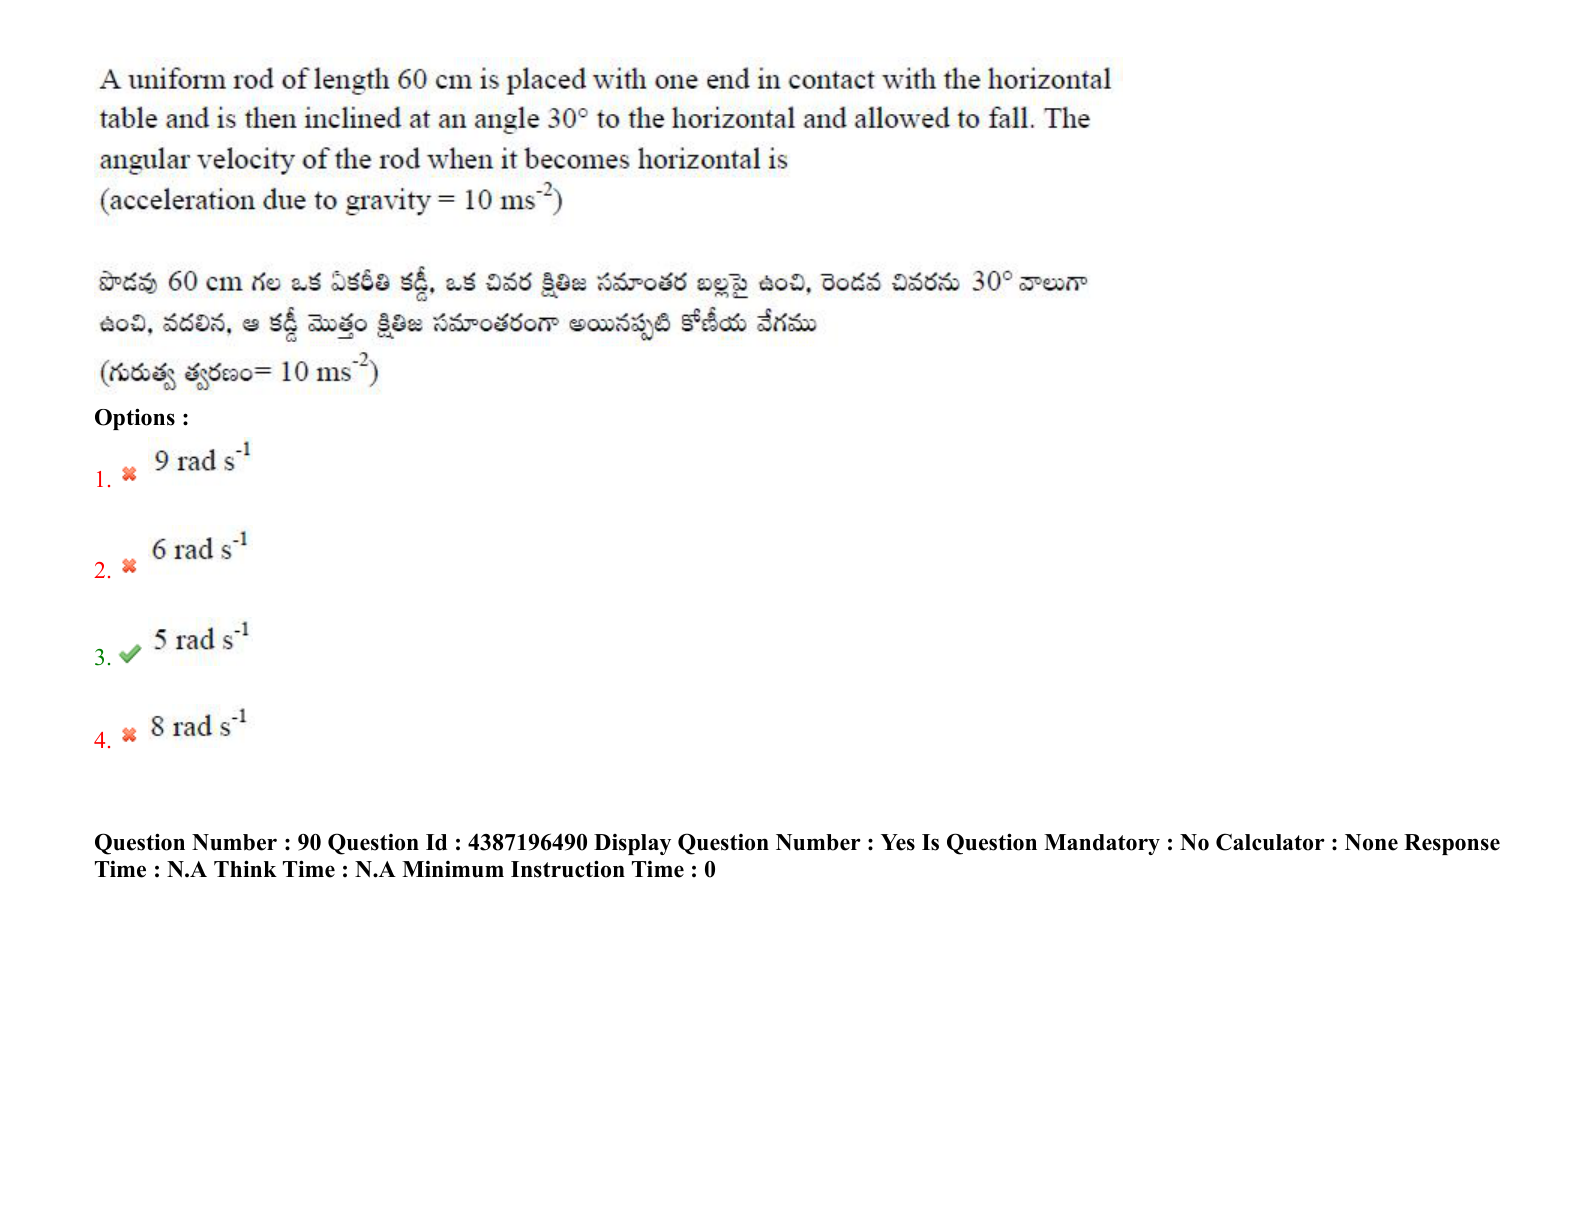 A uniform rod of length 60 cm is placed with one end in contact with the horizontal
table and is then inclined at an angle 30° to the horizontal and allowed to fall. The
angular velocity of the rod when it becomes horizontal is
(acceleration due to gravity = 10 ms⁻²)
పొడవు 60 cm గల ఒక ఏకరీతి కడ్డీ, ఒక చివర క్షితిజ సమాంతర బల్లపై ఉంచి, రెండవ చివరను 30° వాలుగా
ఉంచి, వదలిన, ఆ కడ్డీ మొత్తం క్షితిజ సమాంతరంగా అయినప్పటి కోణీయ వేగము
(గురుత్వ త్వరణం= 10 ms⁻²)
Options :
1. 9 rad s⁻¹
2. 6 rad s⁻¹
3. 5 rad s⁻¹
4. 8 rad s⁻¹
Question Number : 90 Question Id : 4387196490 Display Question Number : Yes Is Question Mandatory : No Calculator : None Response
Time : N.A Think Time : N.A Minimum Instruction Time : 0